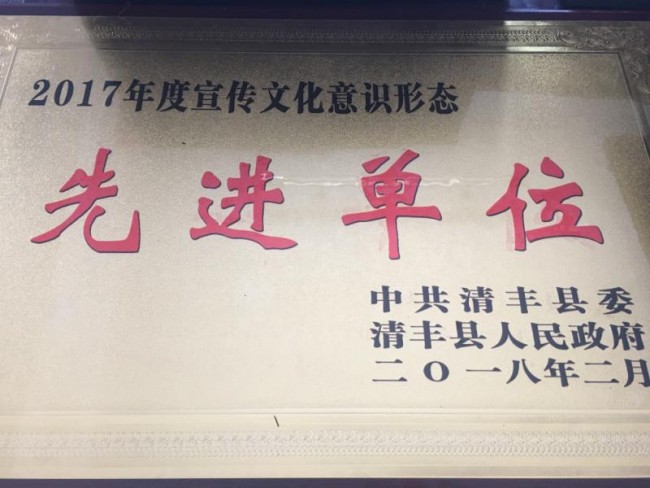 2017年度宣传文化意识形态
先进单位
中共清丰县委
清丰县人民政府
二〇一八年二月